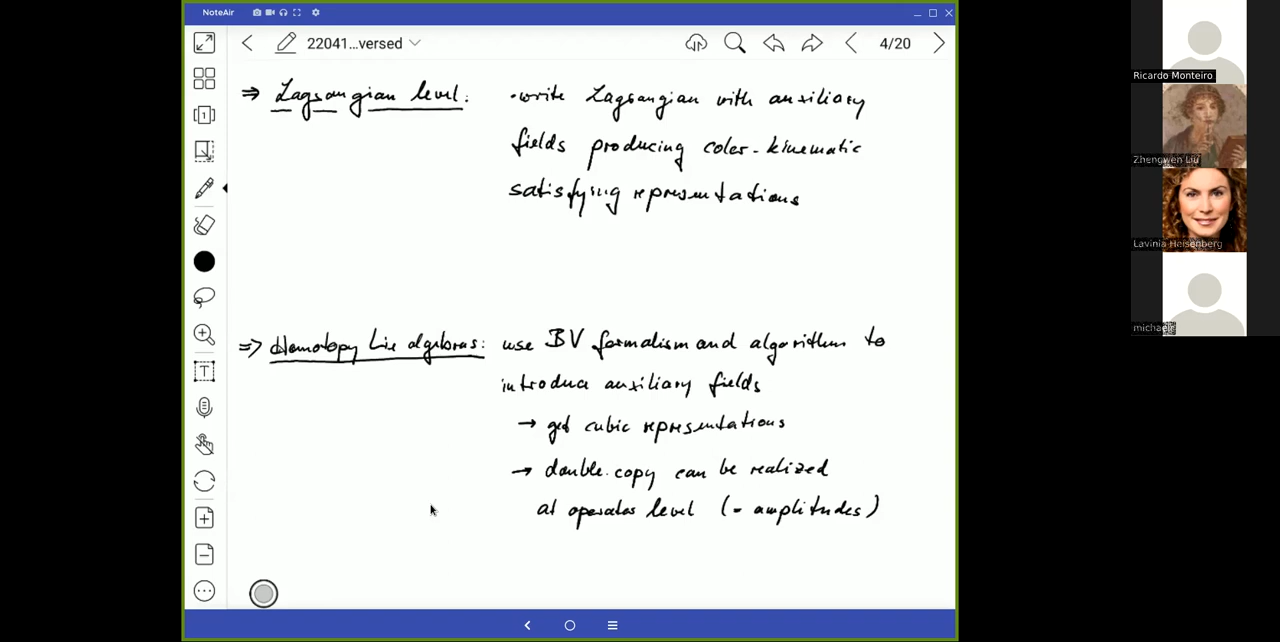 NoteAir
22041...versed
4/20
⇒ Lagrangian level: • write Lagrangian with auxiliary
fields producing color-kinematic
satisfying representations
⇒ Homotopy Lie algebras: use BV formalism and algorithm to
introduce auxiliary fields
→ get cubic representations
→ double-copy can be realized
at operator level (= amplitudes)
Ricardo Monteiro
Zhengwen Liu
Lavinia Heisenberg